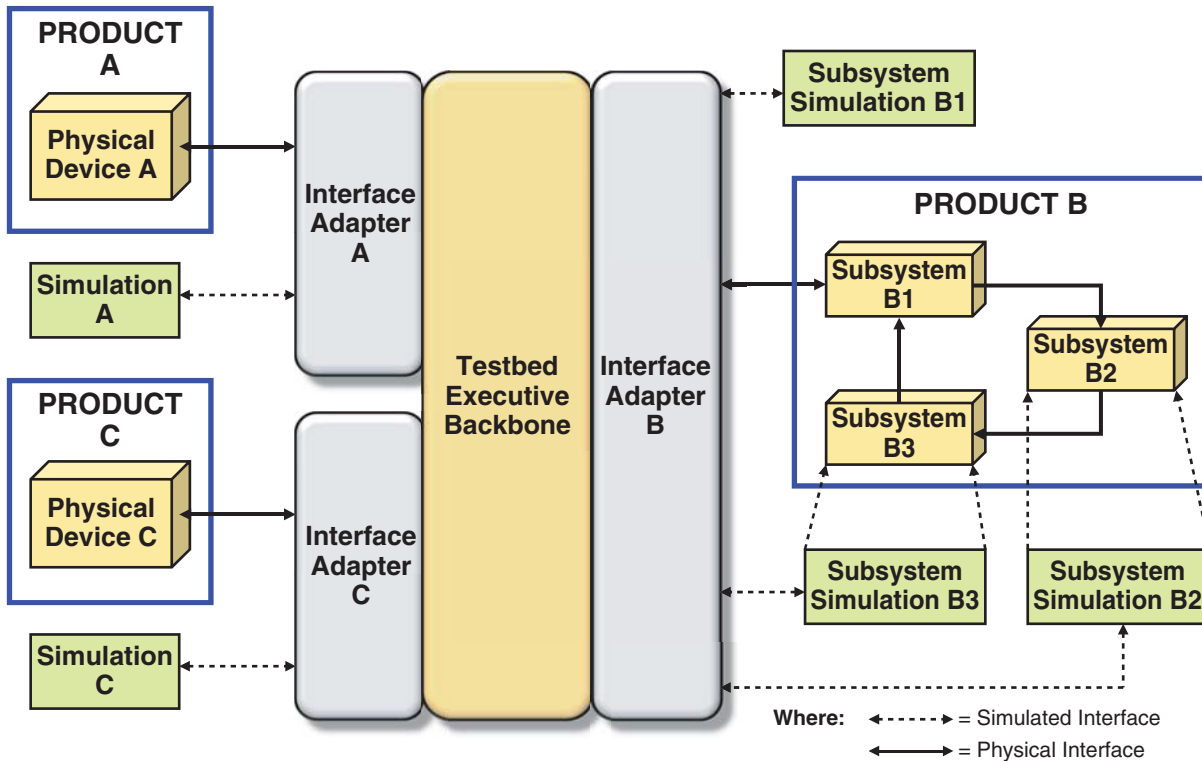 PRODUCT
A
Physical
Device A
Simulation
A
PRODUCT
C
Physical
Device C
Simulation
C
Interface
Adapter
A
Interface
Adapter
C
Testbed
Executive
Backbone
Interface
Adapter
B
Subsystem
Simulation B1
PRODUCT B
Subsystem
B1
Subsystem
B2
Subsystem
B3
Subsystem
Simulation B3
Subsystem
Simulation B2
Where: = Simulated Interface
= Physical Interface